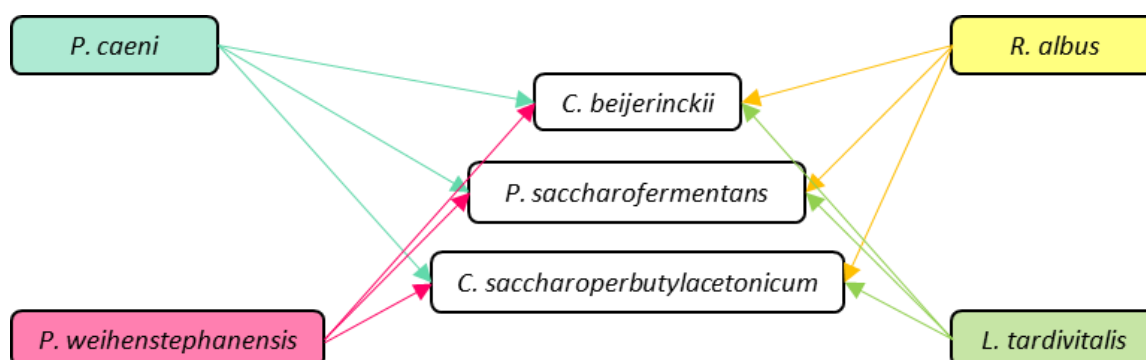 P. caeni
R. albus
C. beijerinckii
P. saccharofermentans
C. saccharoperbutylacetonicum
P. weihenstephanensis
L. tardivitalis